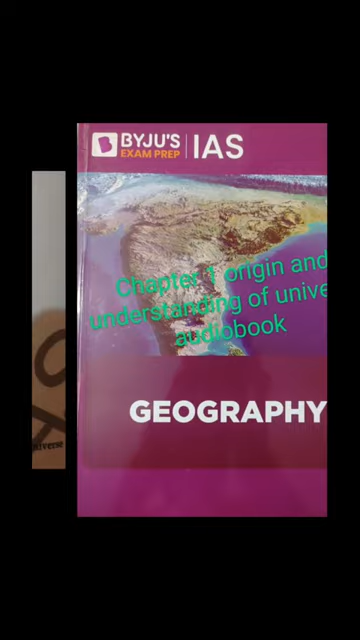 BYJU'S
EXAM PREP
IAS
Chapter 1 origin and
understanding of unive
audiobook
GEOGRAPHY